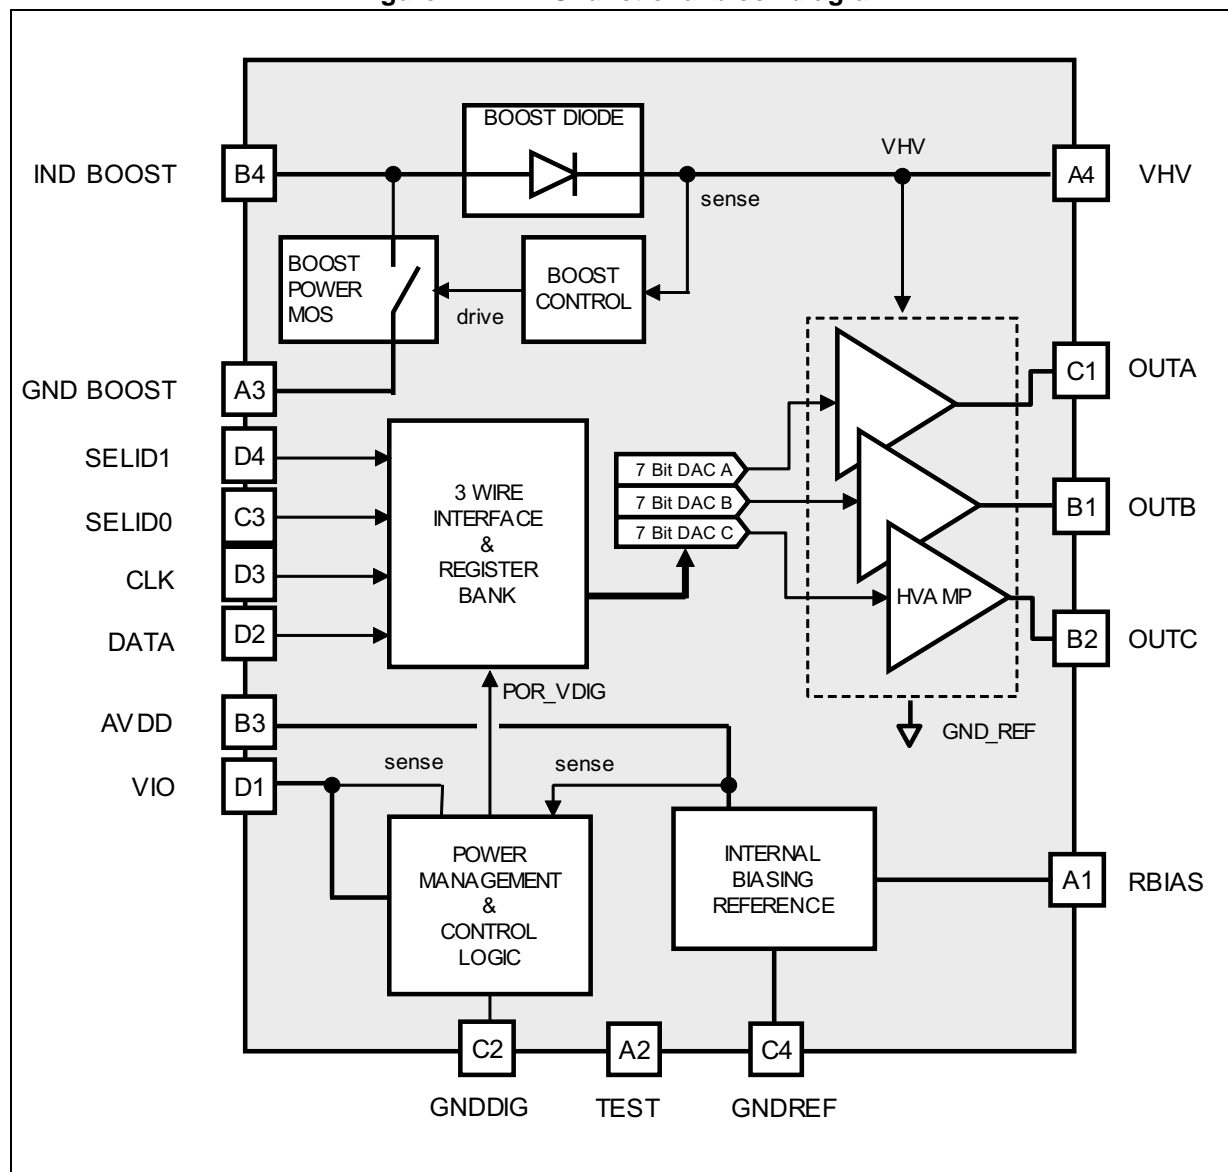 BOOST DIODE
VHV
IND BOOST
B4
A4
VHV
sense
BOOST
POWER
MOS
BOOST
CONTROL
drive
GND BOOST
A3
C1
OUTA
SELID1
D4
SELID0
C3
CLK
D3
DATA
D2
3 WIRE
INTERFACE
&
REGISTER
BANK
7 Bit DAC A
7 Bit DAC B
7 Bit DAC C
HVAMP
B1
OUTB
B2
OUTC
POR_VDIG
GND_REF
AVDD
B3
VIO
D1
sense
sense
POWER
MANAGEMENT
&
CONTROL
LOGIC
INTERNAL
BIASING
REFERENCE
A1
RBIAS
C2
A2
C4
GNDDIG
TEST
GNDREF